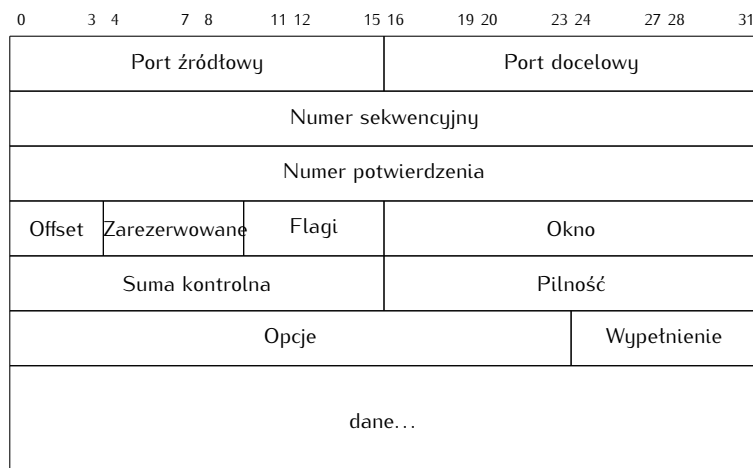 0 3 4 7 8 11 12 15 16 19 20 23 24 27 28 31
Port źródłowy Port docelowy
Numer sekwencyjny
Numer potwierdzenia
Offset Zarezerwowane Flagi Okno
Suma kontrolna Pilność
Opcje Wypełnienie
dane...